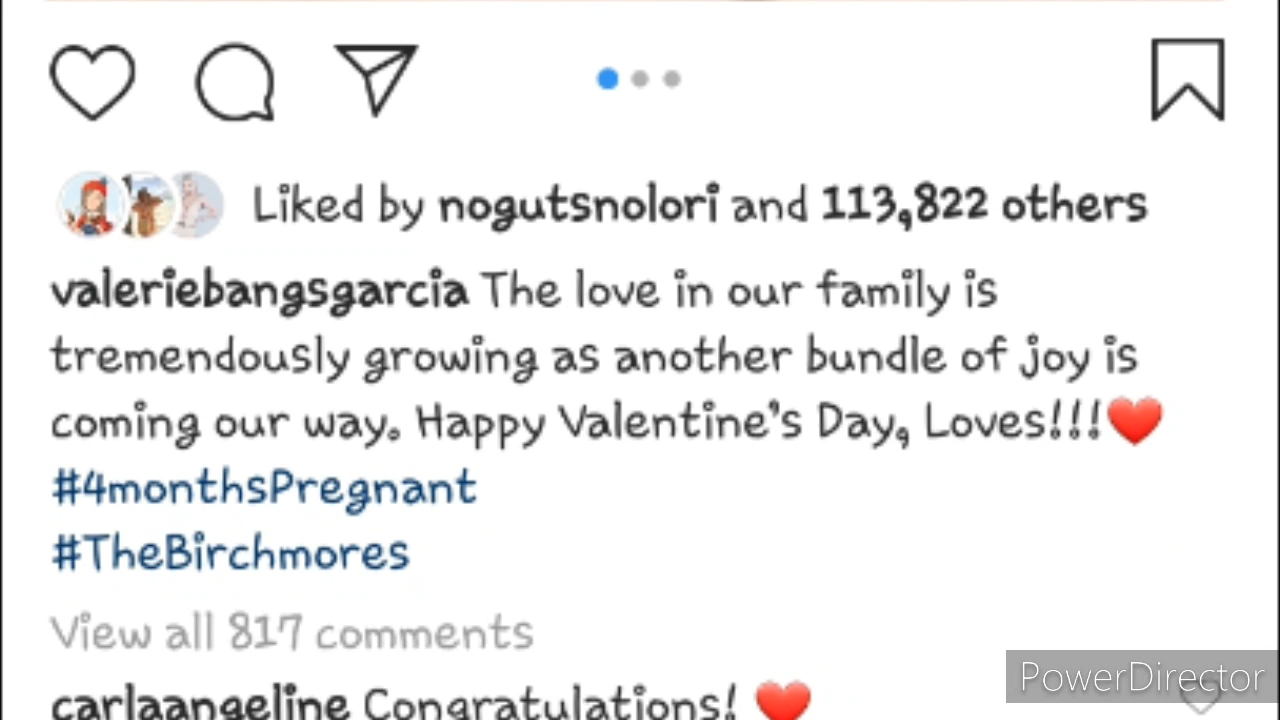 Liked by nogutsnolori and 113,822 others
valeriebangsgarcia The love in our family is
tremendously growing as another bundle of joy is
coming our way. Happy Valentine's Day, Loves!!!❤️
#4monthsPregnant
#TheBirchmores
View all 817 comments
carlaangeline Congratulations! ❤️
PowerDirector